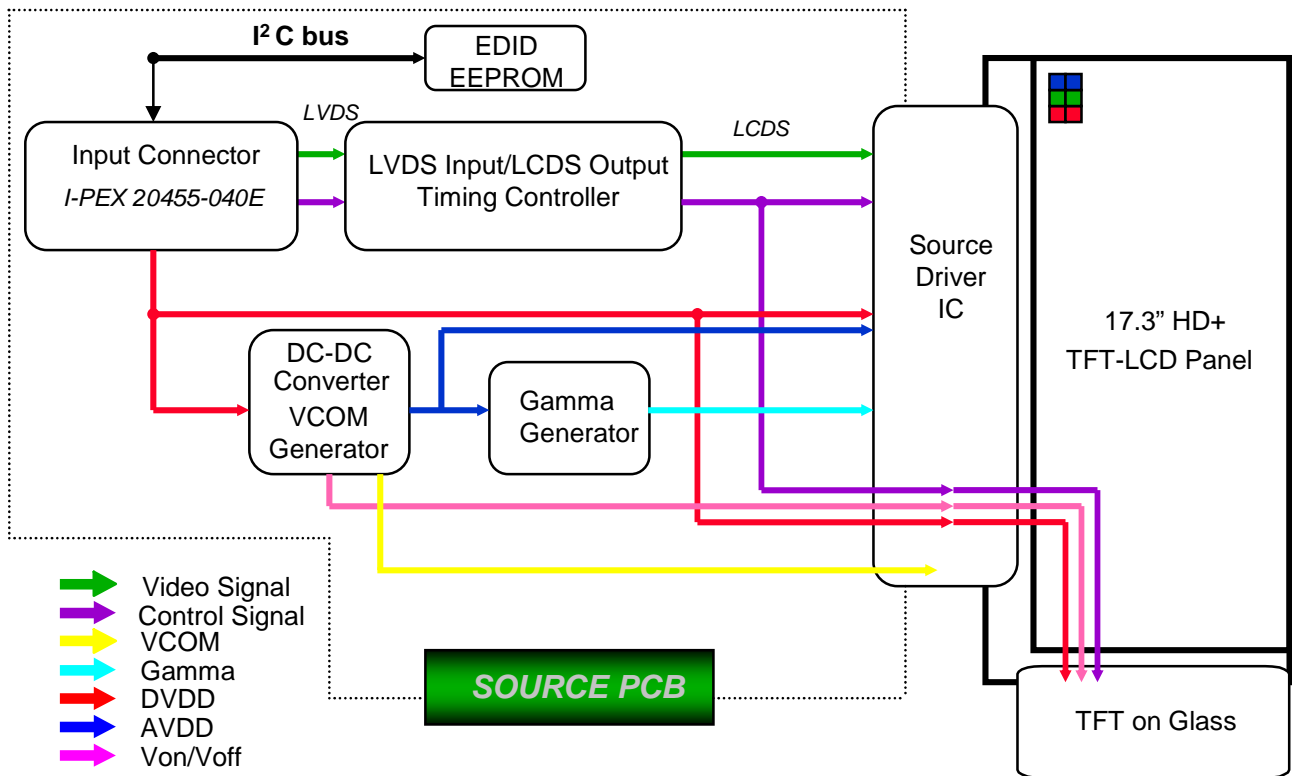 I² C bus
EDID
EEPROM
LVDS
LCDS
Input Connector
I-PEX 20455-040E
LVDS Input/LCDS Output
Timing Controller
Source
Driver
IC
17.3” HD+
TFT-LCD Panel
DC-DC
Converter
VCOM
Generator
Gamma
Generator
Video Signal
Control Signal
VCOM
Gamma
DVDD
AVDD
Von/Voff
SOURCE PCB
TFT on Glass